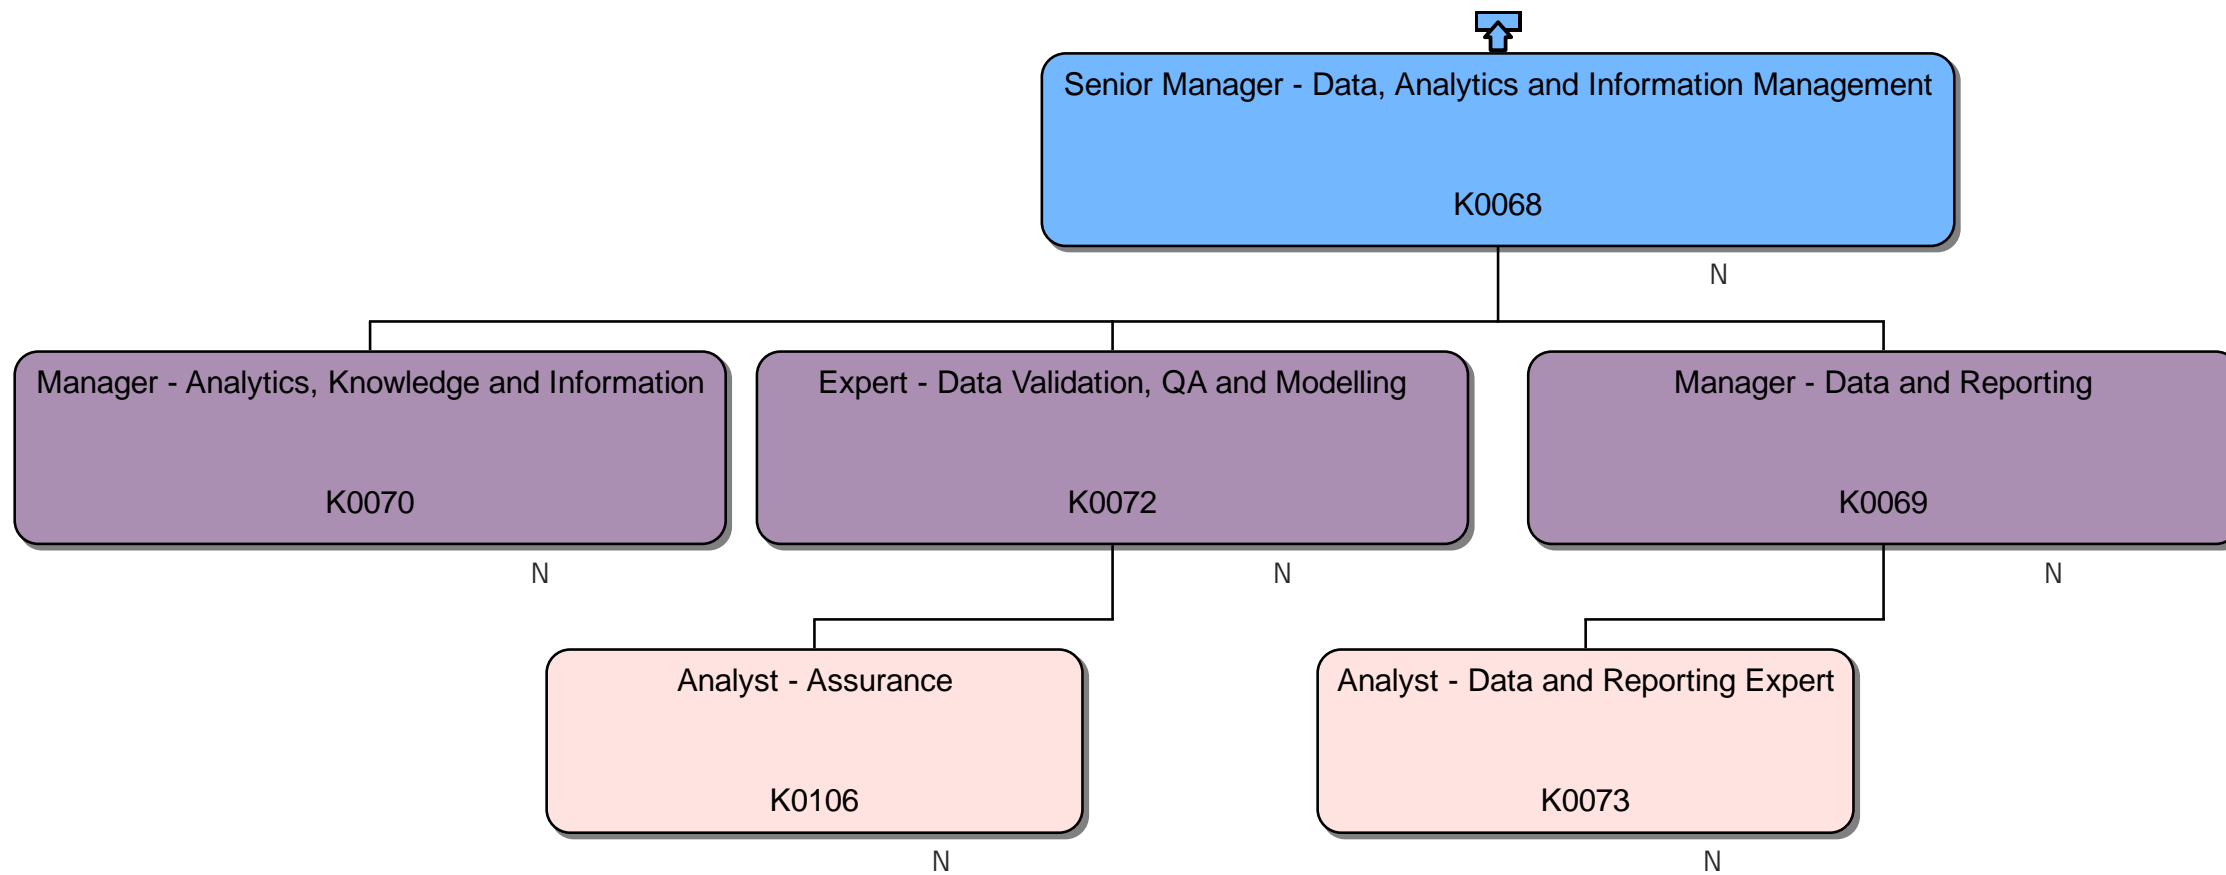 Senior Manager - Data, Analytics and Information Management
K0068
N
Manager - Analytics, Knowledge and Information
K0070
N
Expert - Data Validation, QA and Modelling
K0072
N
Manager - Data and Reporting
K0069
N
Analyst - Assurance
K0106
N
Analyst - Data and Reporting Expert
K0073
N